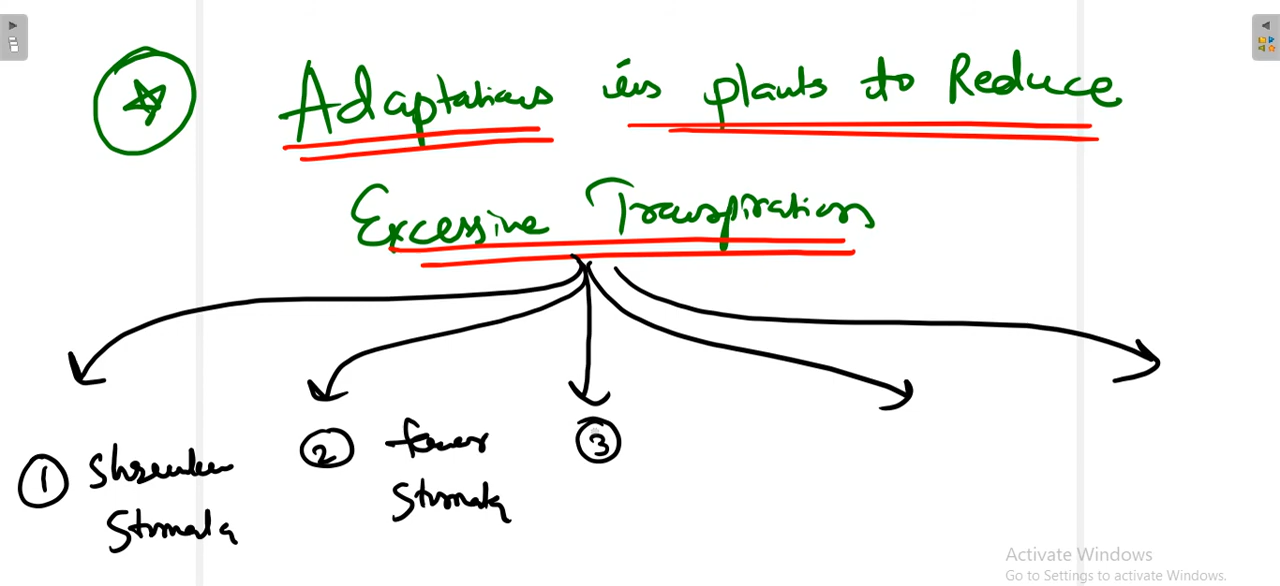 Adaptations in plants to Reduce
Excessive Transpiration
① Shrunken
Stomata
② fewer
Stomata
③
Activate Windows
Go to Settings to activate Windows.